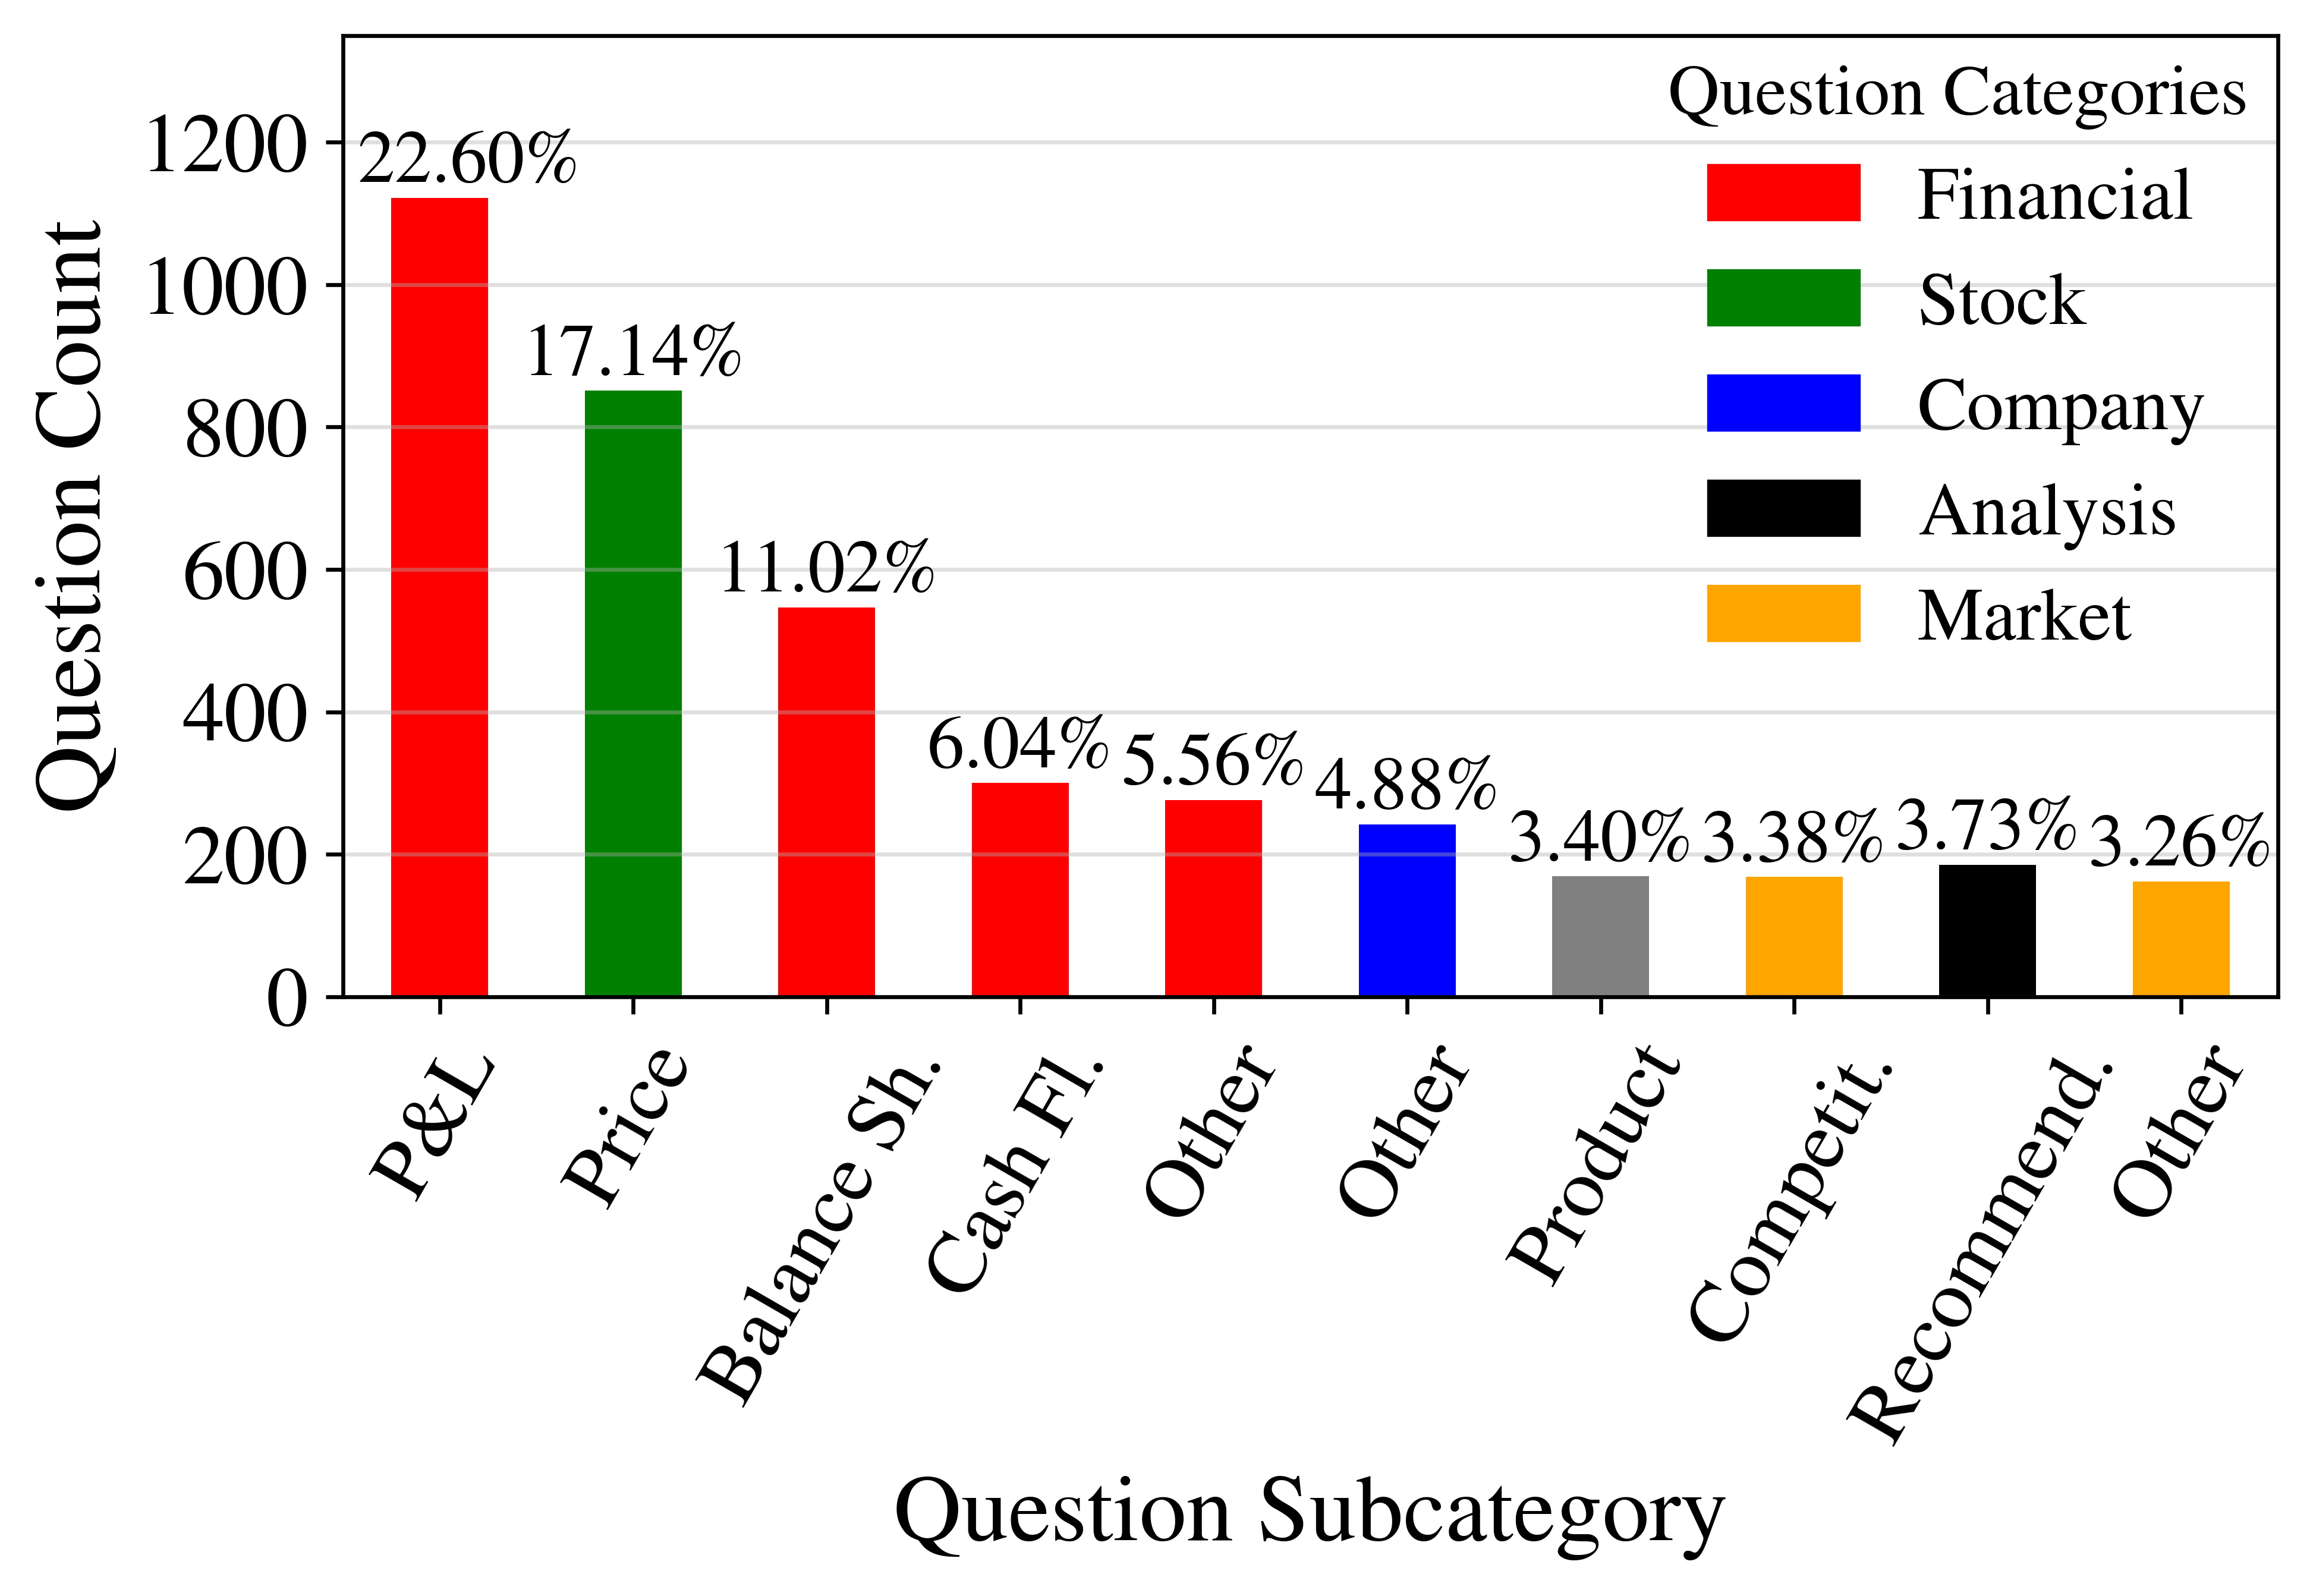 Question Categories
Financial
Stock
Company
Analysis
Market
Question Count
1200
1000
800
600
400
200
0
22.60%
17.14%
11.02%
6.04%
5.56%
4.88%
3.40%
3.38%
3.73%
3.26%
P&L
Price
Balance Sh.
Cash Fl.
Other
Other
Product
Competit.
Recommend.
Other
Question Subcategory